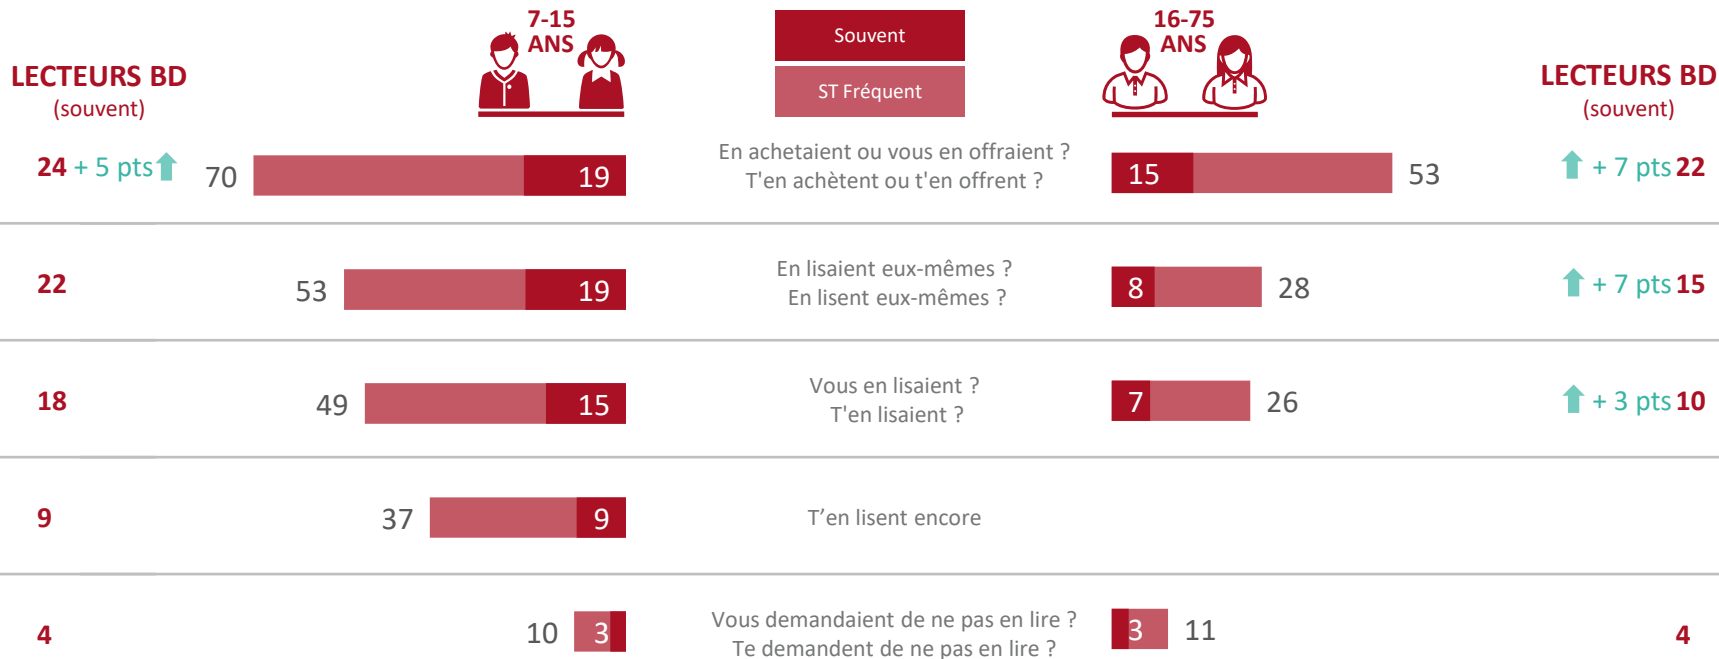 7-15
ANS
Souvent
ST Fréquent
16-75
ANS
LECTEURS BD
(souvent)
LECTEURS BD
(souvent)
24 + 5 pts
70
19
En achetaient ou vous en offraient ?
T'en achètent ou t'en offrent ?
15
53
+ 7 pts 22
22
53
19
En lisaient eux-mêmes ?
En lisent eux-mêmes ?
8
28
+ 7 pts 15
18
49
15
Vous en lisaient ?
T'en lisaient ?
7
26
+ 3 pts 10
9
37
9
T’en lisent encore
4
10
3
Vous demandaient de ne pas en lire ?
Te demandent de ne pas en lire ?
3
11
4